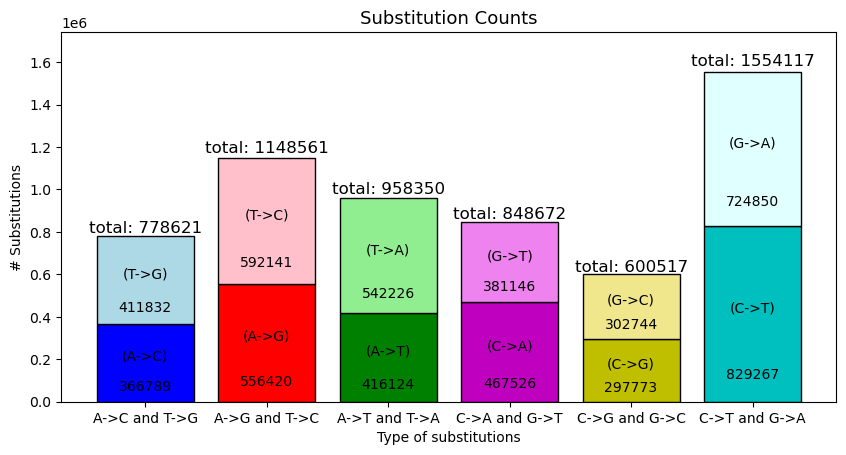 Substitution Counts
1e6
# Substitutions
1.6
1.4
1.2
1.0
0.8
0.6
0.4
0.2
0.0
total: 778621
(T->G)
411832
(A->C)
366789
total: 1148561
(T->C)
592141
(A->G)
556420
total: 958350
(T->A)
542226
(A->T)
416124
total: 848672
(G->T)
381146
(C->A)
467526
total: 600517
(G->C)
302744
(C->G)
297773
total: 1554117
(G->A)
724850
(C->T)
829267
A->C and T->G
A->G and T->C
A->T and T->A
C->A and G->T
C->G and G->C
C->T and G->A
Type of substitutions